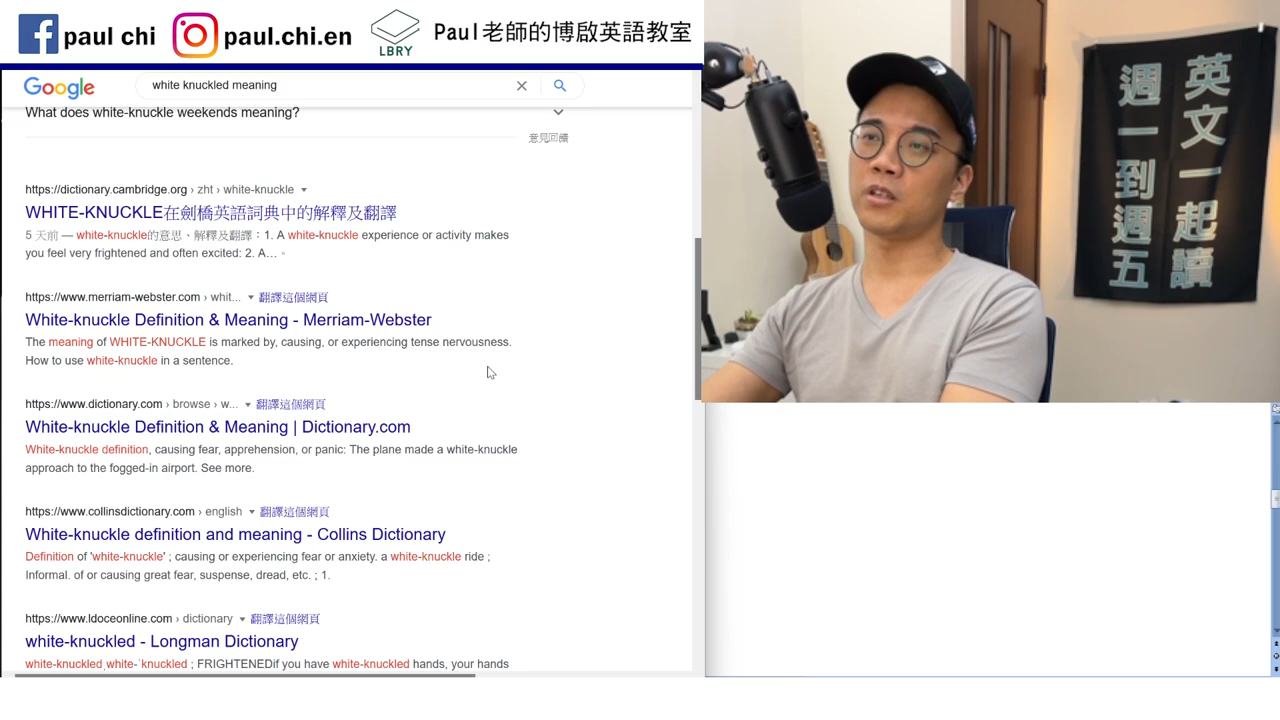 paul chi
paul.chi.en
LBRY
Paul老師的博啟英語教室
Google
white knuckled meaning
What does white-knuckle weekends meaning?
意見回饋
https://dictionary.cambridge.org › zht › white-knuckle
WHITE-KNUCKLE在劍橋英語詞典中的解釋及翻譯
5 天前 — white-knuckle的意思、解釋及翻譯：1. A white-knuckle experience or activity makes
you feel very frightened and often excited: 2. A…。
https://www.merriam-webster.com › whit... 翻譯這個網頁
White-knuckle Definition & Meaning - Merriam-Webster
The meaning of WHITE-KNUCKLE is marked by, causing, or experiencing tense nervousness.
How to use white-knuckle in a sentence.
https://www.dictionary.com › browse › w... 翻譯這個網頁
White-knuckle Definition & Meaning | Dictionary.com
White-knuckle definition, causing fear, apprehension, or panic: The plane made a white-knuckle
approach to the fogged-in airport. See more.
https://www.collinsdictionary.com › english 翻譯這個網頁
White-knuckle definition and meaning - Collins Dictionary
Definition of 'white-knuckle' ; causing or experiencing fear or anxiety. a white-knuckle ride ;
Informal. of or causing great fear, suspense, dread, etc. ; 1.
https://www.ldoceonline.com › dictionary 翻譯這個網頁
white-knuckled - Longman Dictionary
white-knuckled ˌwhite-ˈknuckled ; FRIGHTENEDif you have white-knuckled hands, your hands
英文一起讀
週一到週五